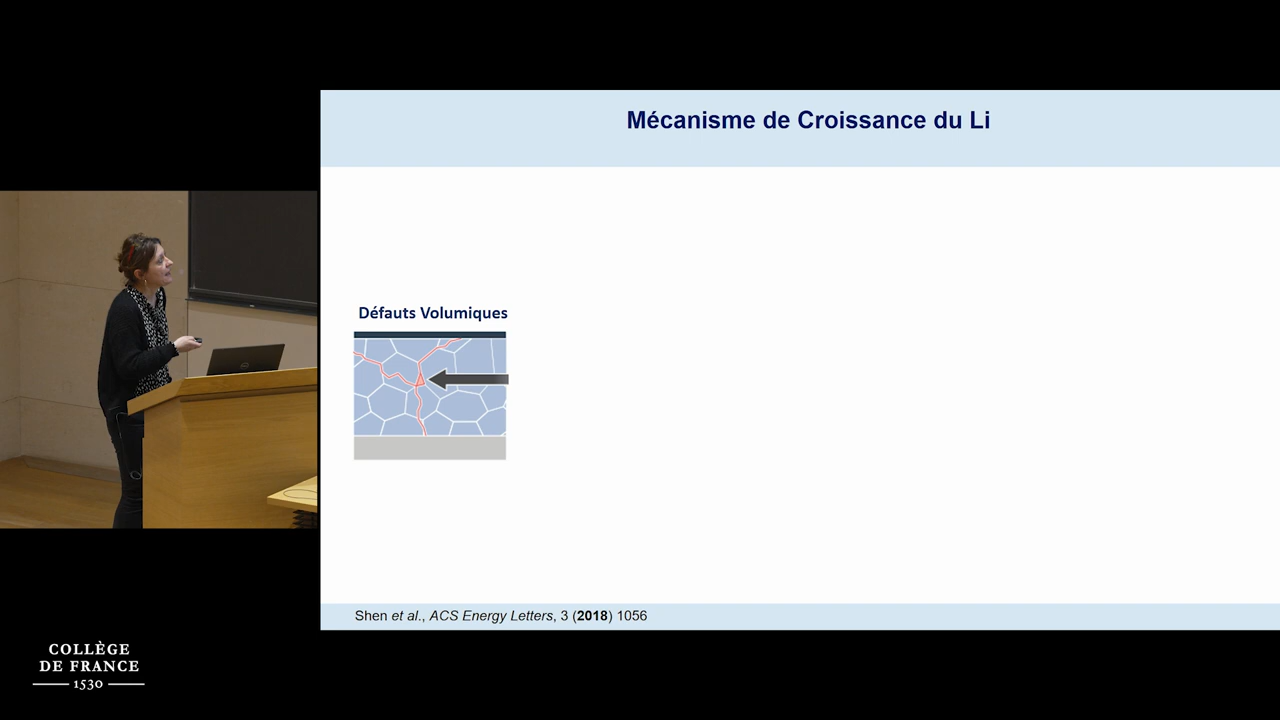 Mécanisme de Croissance du Li
Défauts Volumiques
Shen et al., ACS Energy Letters, 3 (2018) 1056
COLLÈGE
DE FRANCE
1530